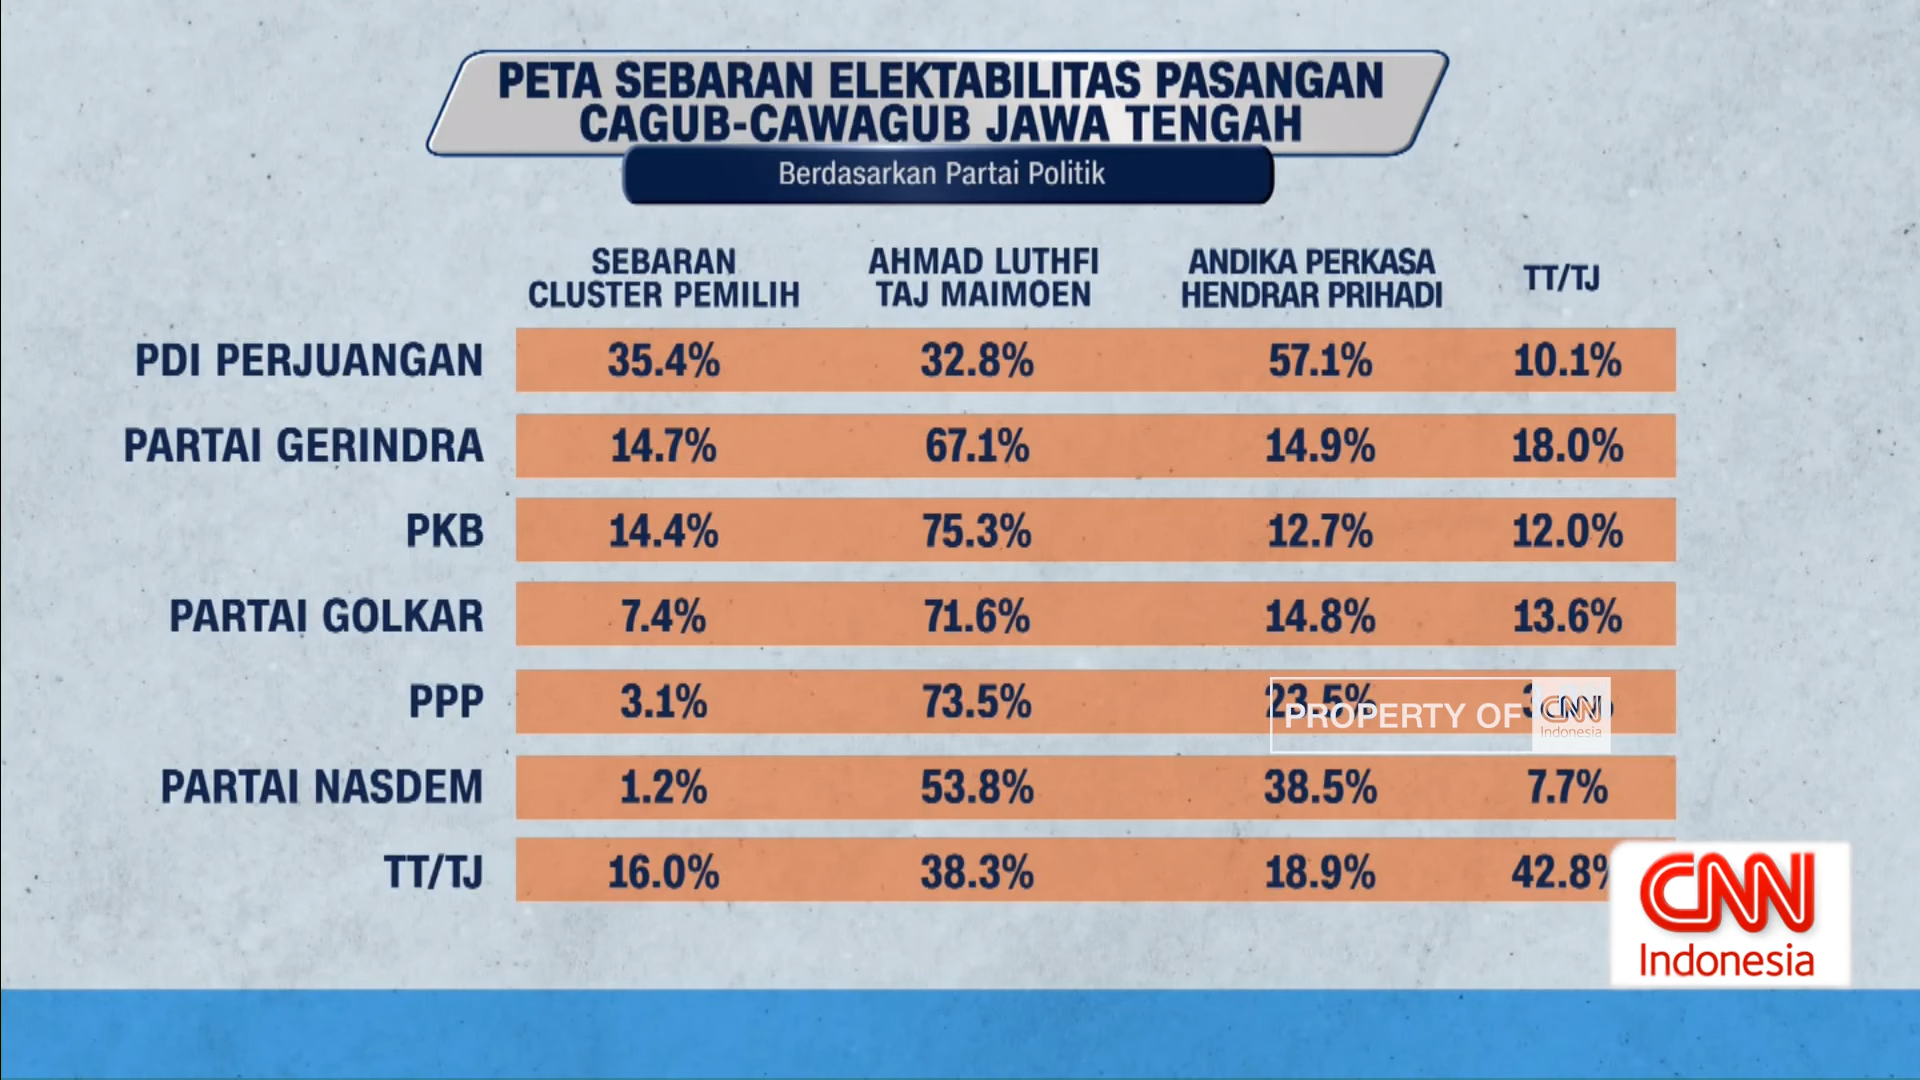 PETA SEBARAN ELEKTABILITAS PASANGAN
CAGUB-CAWAGUB JAWA TENGAH
Berdasarkan Partai Politik
SEBARAN
CLUSTER PEMILIH
AHMAD LUTHFI
TAJ MAIMOEN
ANDIKA PERKASA
HENDRAR PRIHADI
TT/TJ
PDI PERJUANGAN 35.4% 32.8% 57.1% 10.1%
PARTAI GERINDRA 14.7% 67.1% 14.9% 18.0%
PKB 14.4% 75.3% 12.7% 12.0%
PARTAI GOLKAR 7.4% 71.6% 14.8% 13.6%
PPP 3.1% 73.5% 23.5%
PROPERTY OF CNN
Indonesia
PARTAI NASDEM 1.2% 53.8% 38.5% 7.7%
TT/TJ 16.0% 38.3% 18.9% 42.8%
CNN
Indonesia